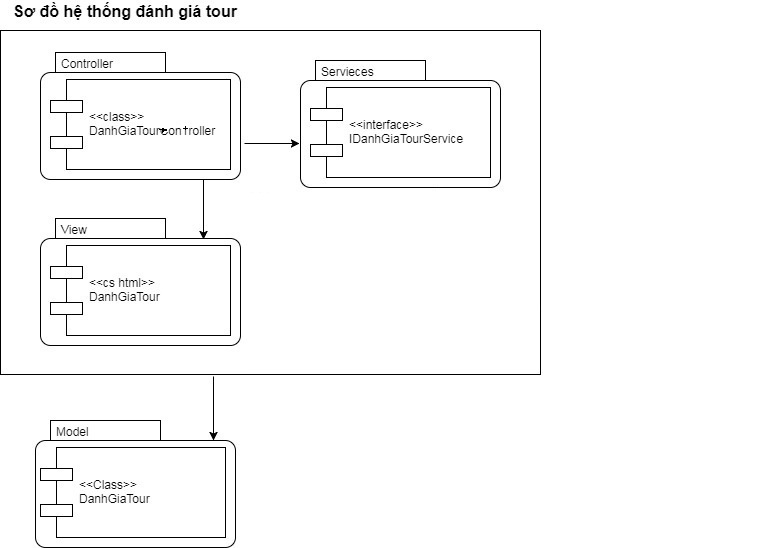 Sơ đồ hệ thống đánh giá tour
Controller
<<class>>
DanhGiaTourcontroller
Servieces
<<interface>>
IDanhGiaTourService
View
<<cs html>>
DanhGiaTour
Model
<<Class>>
DanhGiaTour